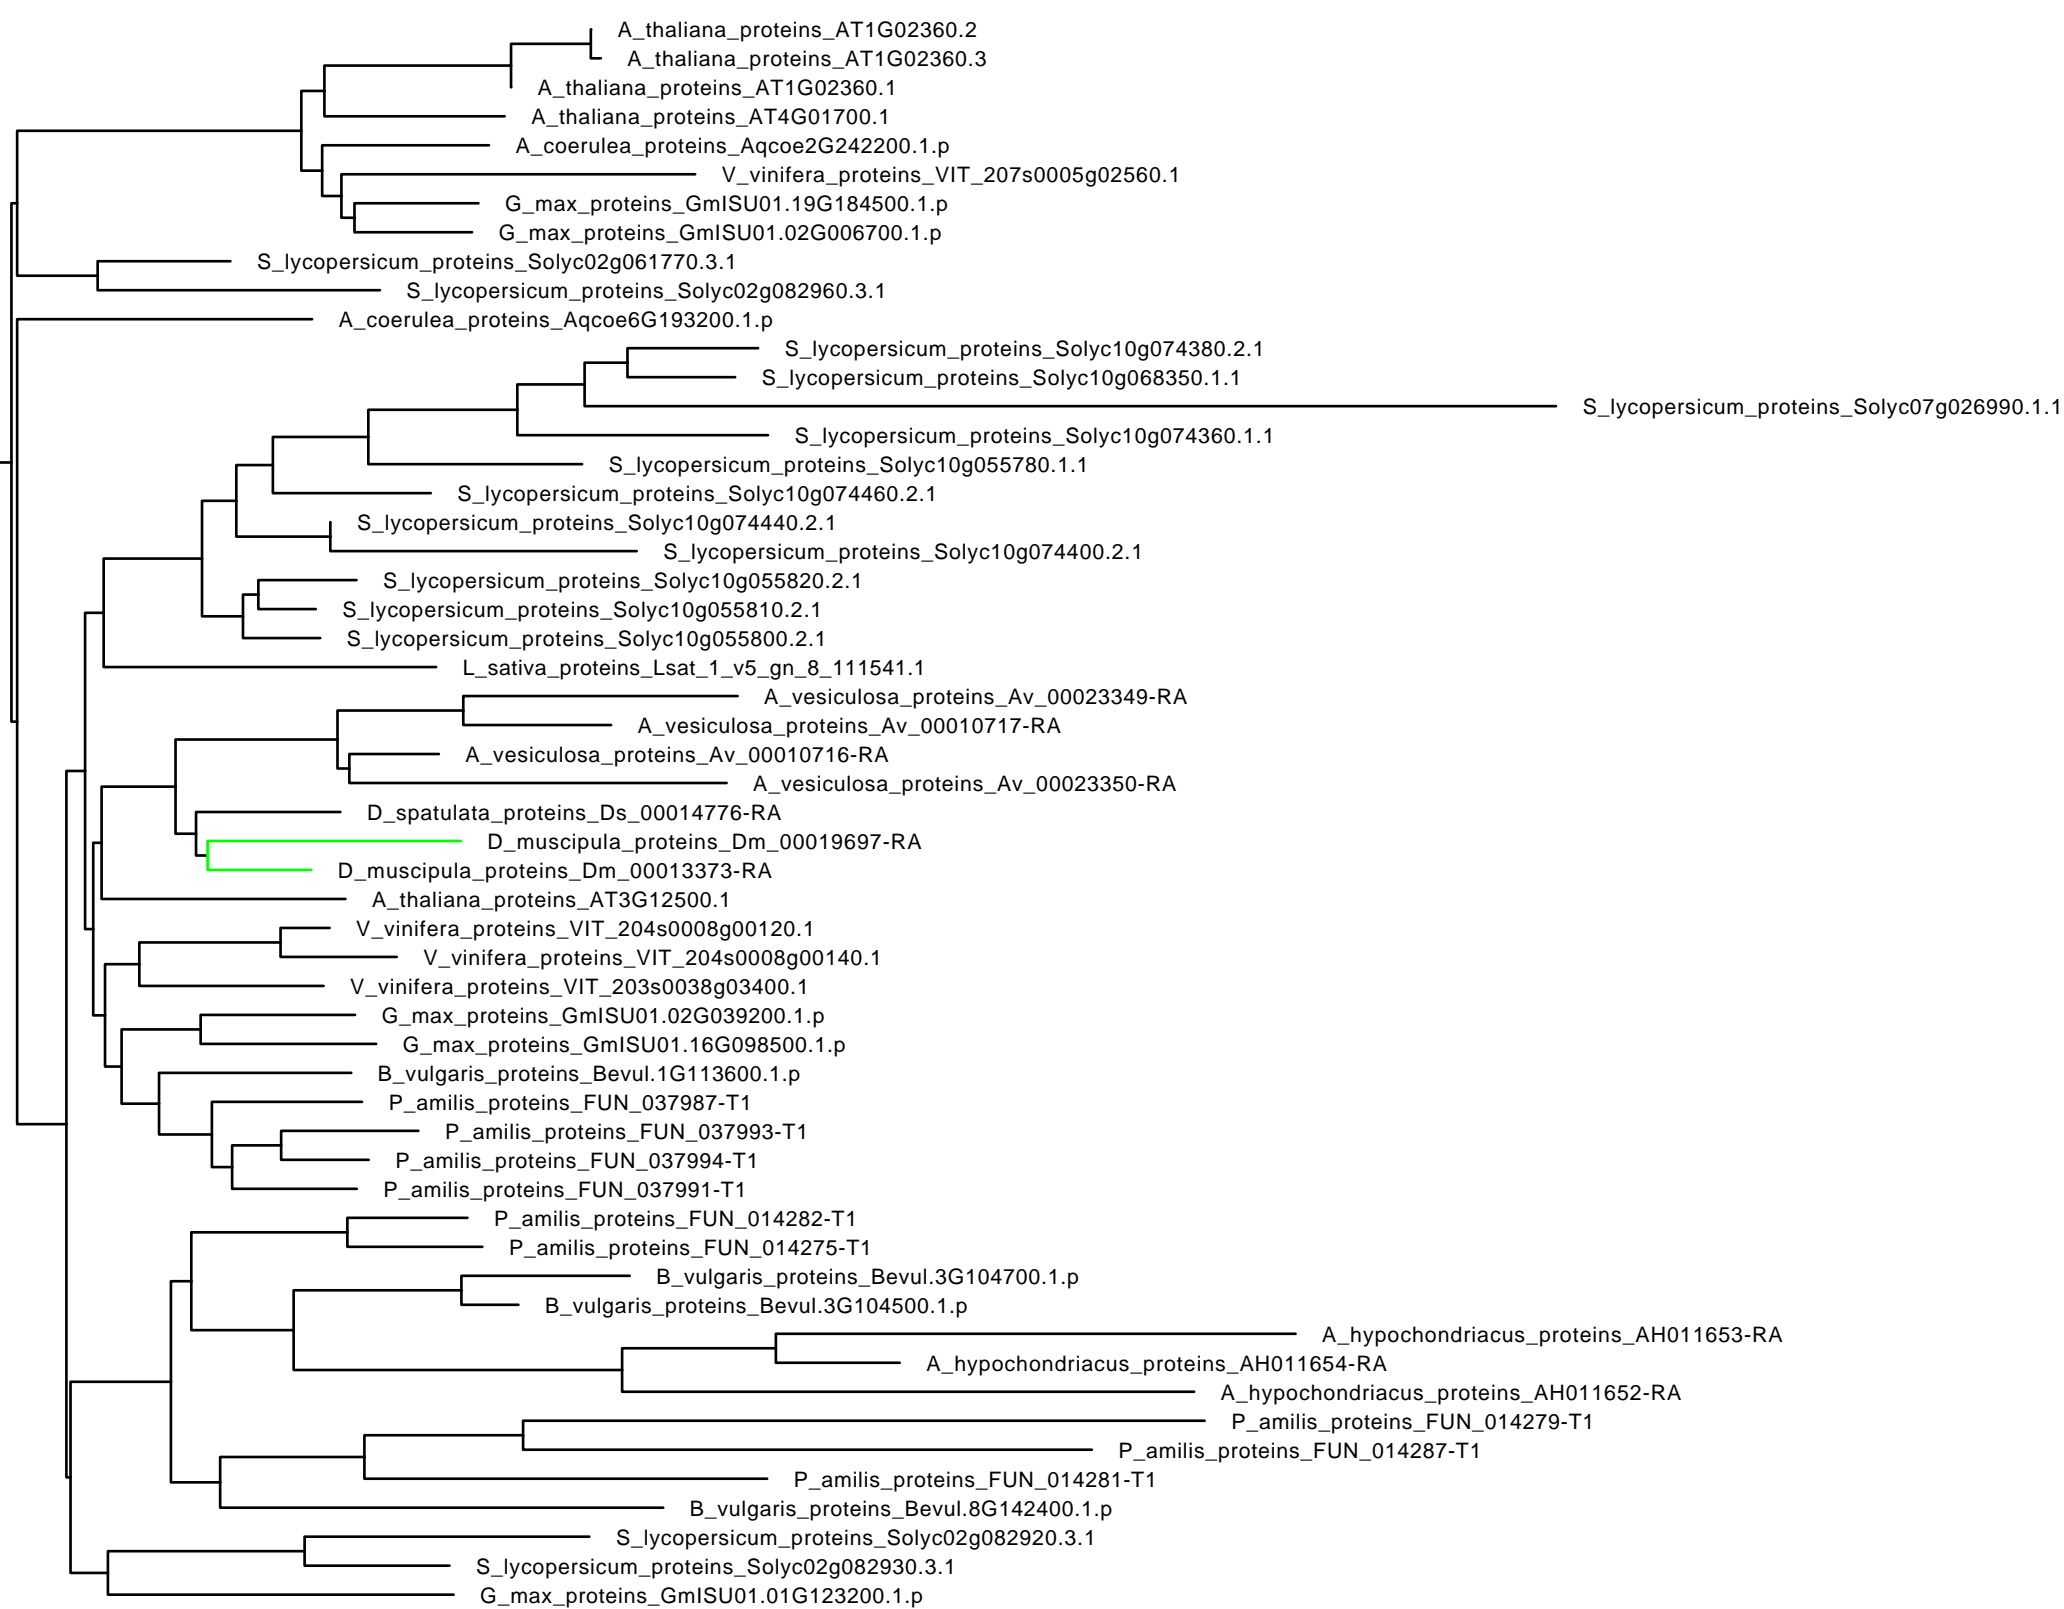 A_thaliana_proteins_AT1G02360.2
A_thaliana_proteins_AT1G02360.3
A_thaliana_proteins_AT1G02360.1
A_thaliana_proteins_AT4G01700.1
A_coerulea_proteins_Aqcoe2G242200.1.p
V_vinifera_proteins_VIT_207s0005g02560.1
G_max_proteins_GmISU01.19G184500.1.p
G_max_proteins_GmISU01.02G006700.1.p
S_lycopersicum_proteins_Solyc02g061770.3.1
S_lycopersicum_proteins_Solyc02g082960.3.1
A_coerulea_proteins_Aqcoe6G193200.1.p
S_lycopersicum_proteins_Solyc10g074380.2.1
S_lycopersicum_proteins_Solyc10g068350.1.1
S_lycopersicum_proteins_Solyc07g026990.1.1
S_lycopersicum_proteins_Solyc10g074360.1.1
S_lycopersicum_proteins_Solyc10g055780.1.1
S_lycopersicum_proteins_Solyc10g074460.2.1
S_lycopersicum_proteins_Solyc10g074440.2.1
S_lycopersicum_proteins_Solyc10g074400.2.1
S_lycopersicum_proteins_Solyc10g055820.2.1
S_lycopersicum_proteins_Solyc10g055810.2.1
S_lycopersicum_proteins_Solyc10g055800.2.1
L_sativa_proteins_Lsat_1_v5_gn_8_111541.1
A_vesiculosa_proteins_Av_00023349-RA
A_vesiculosa_proteins_Av_00010717-RA
A_vesiculosa_proteins_Av_00010716-RA
A_vesiculosa_proteins_Av_00023350-RA
D_spatulata_proteins_Ds_00014776-RA
D_muscipula_proteins_Dm_00019697-RA
D_muscipula_proteins_Dm_00013373-RA
A_thaliana_proteins_AT3G12500.1
V_vinifera_proteins_VIT_204s0008g00120.1
V_vinifera_proteins_VIT_204s0008g00140.1
V_vinifera_proteins_VIT_203s0038g03400.1
G_max_proteins_GmISU01.02G039200.1.p
G_max_proteins_GmISU01.16G098500.1.p
B_vulgaris_proteins_Bevul.1G113600.1.p
P_amilis_proteins_FUN_037987-T1
P_amilis_proteins_FUN_037993-T1
P_amilis_proteins_FUN_037994-T1
P_amilis_proteins_FUN_037991-T1
P_amilis_proteins_FUN_014282-T1
P_amilis_proteins_FUN_014275-T1
B_vulgaris_proteins_Bevul.3G104700.1.p
B_vulgaris_proteins_Bevul.3G104500.1.p
A_hypochondriacus_proteins_AH011653-RA
A_hypochondriacus_proteins_AH011654-RA
A_hypochondriacus_proteins_AH011652-RA
P_amilis_proteins_FUN_014279-T1
P_amilis_proteins_FUN_014287-T1
P_amilis_proteins_FUN_014281-T1
B_vulgaris_proteins_Bevul.8G142400.1.p
S_lycopersicum_proteins_Solyc02g082920.3.1
S_lycopersicum_proteins_Solyc02g082930.3.1
G_max_proteins_GmISU01.01G123200.1.p